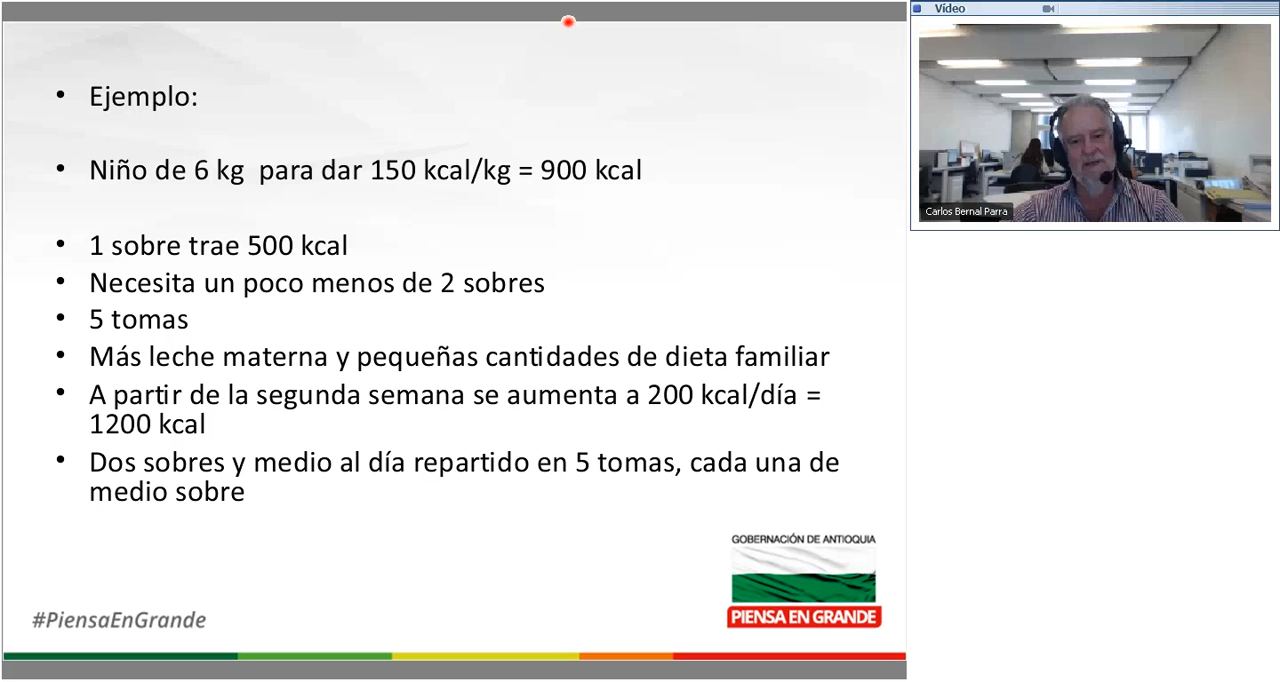 Ejemplo:
Niño de 6 kg  para dar 150 kcal/kg = 900 kcal
1 sobre trae 500 kcal
Necesita un poco menos de 2 sobres
5 tomas
Más leche materna y pequeñas cantidades de dieta familiar
A partir de la segunda semana se aumenta a 200 kcal/día =
1200 kcal
Dos sobres y medio al día repartido en 5 tomas, cada una de
medio sobre
GOBERNACIÓN DE ANTIOQUIA
PIENSA EN GRANDE
#PiensaEnGrande
Vídeo
Carlos Bernal Parra